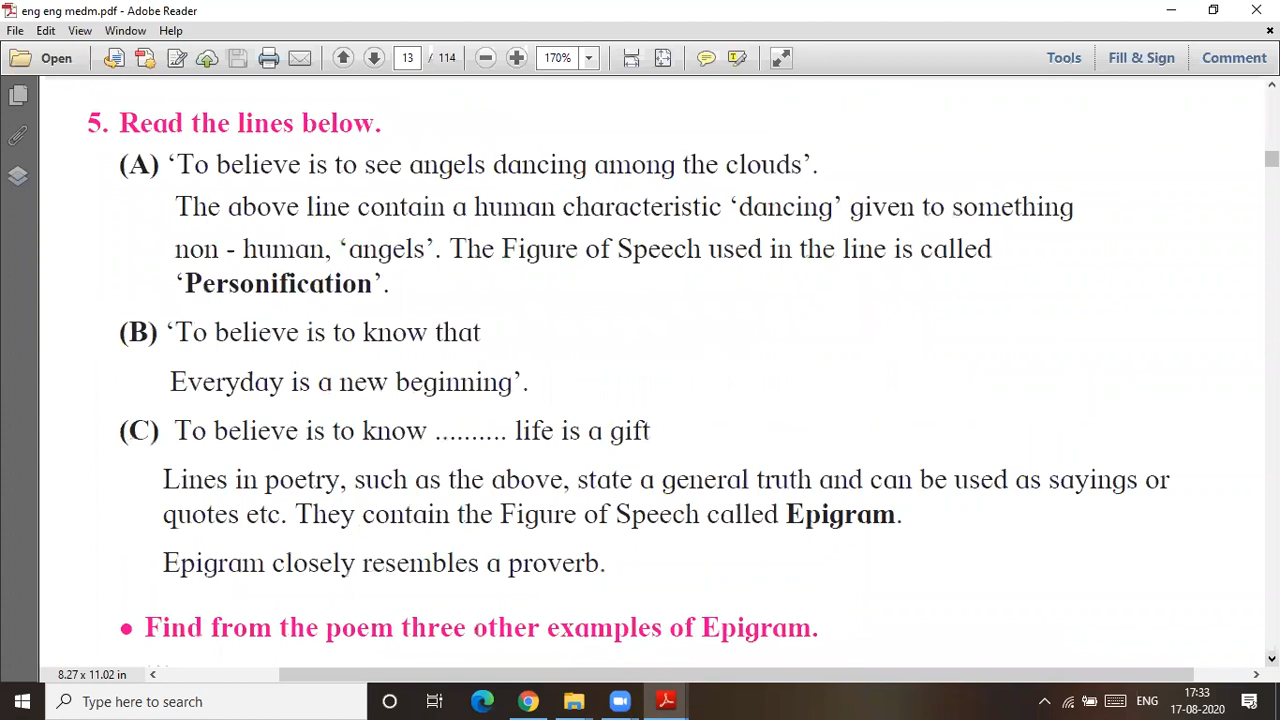 eng eng medm.pdf - Adobe Reader
File Edit View Window Help
Open 13 / 114 170% Tools Fill & Sign Comment
5. Read the lines below.
(A) ‘To believe is to see angels dancing among the clouds’.
The above line contain a human characteristic ‘dancing’ given to something
non - human, ‘angels’. The Figure of Speech used in the line is called
‘Personification’.
(B) ‘To believe is to know that
Everyday is a new beginning’.
(C) To believe is to know .......... life is a gift
Lines in poetry, such as the above, state a general truth and can be used as sayings or
quotes etc. They contain the Figure of Speech called Epigram.
Epigram closely resembles a proverb.
• Find from the poem three other examples of Epigram.
8.27 x 11.02 in
Type here to search
ENG
17:33
17-08-2020